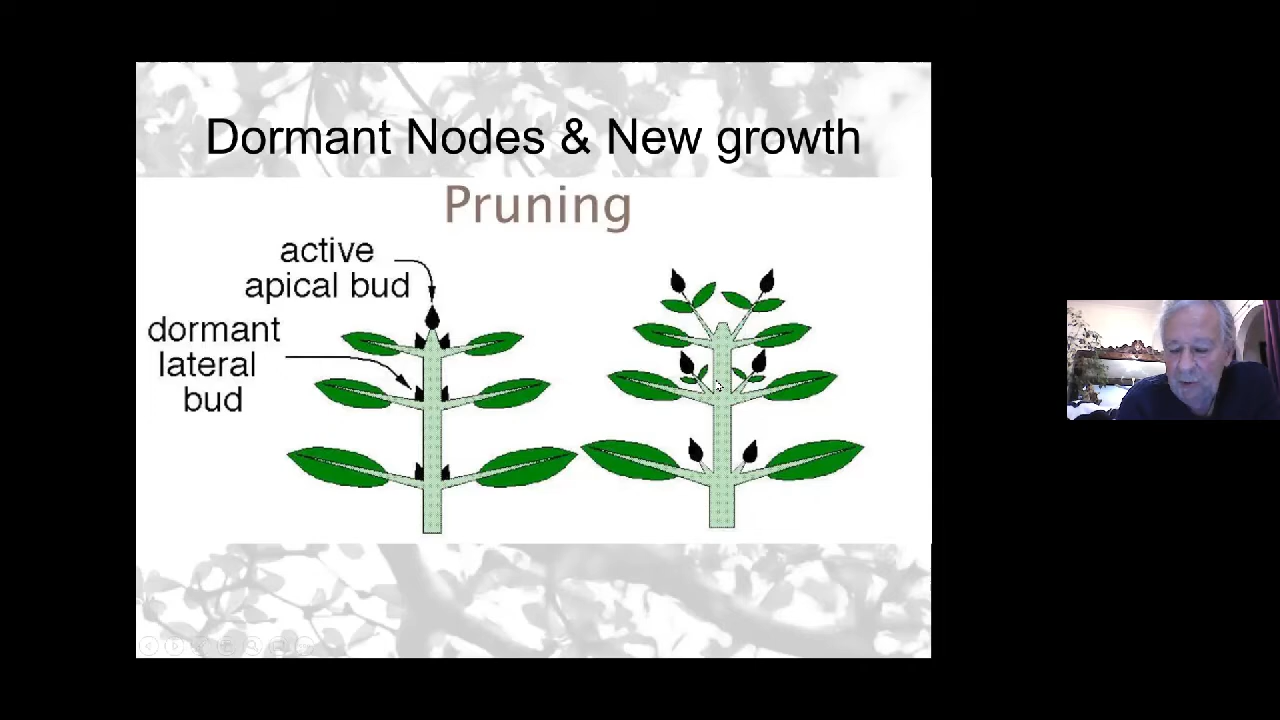 Dormant Nodes & New growth
Pruning
active
apical bud
dormant
lateral
bud